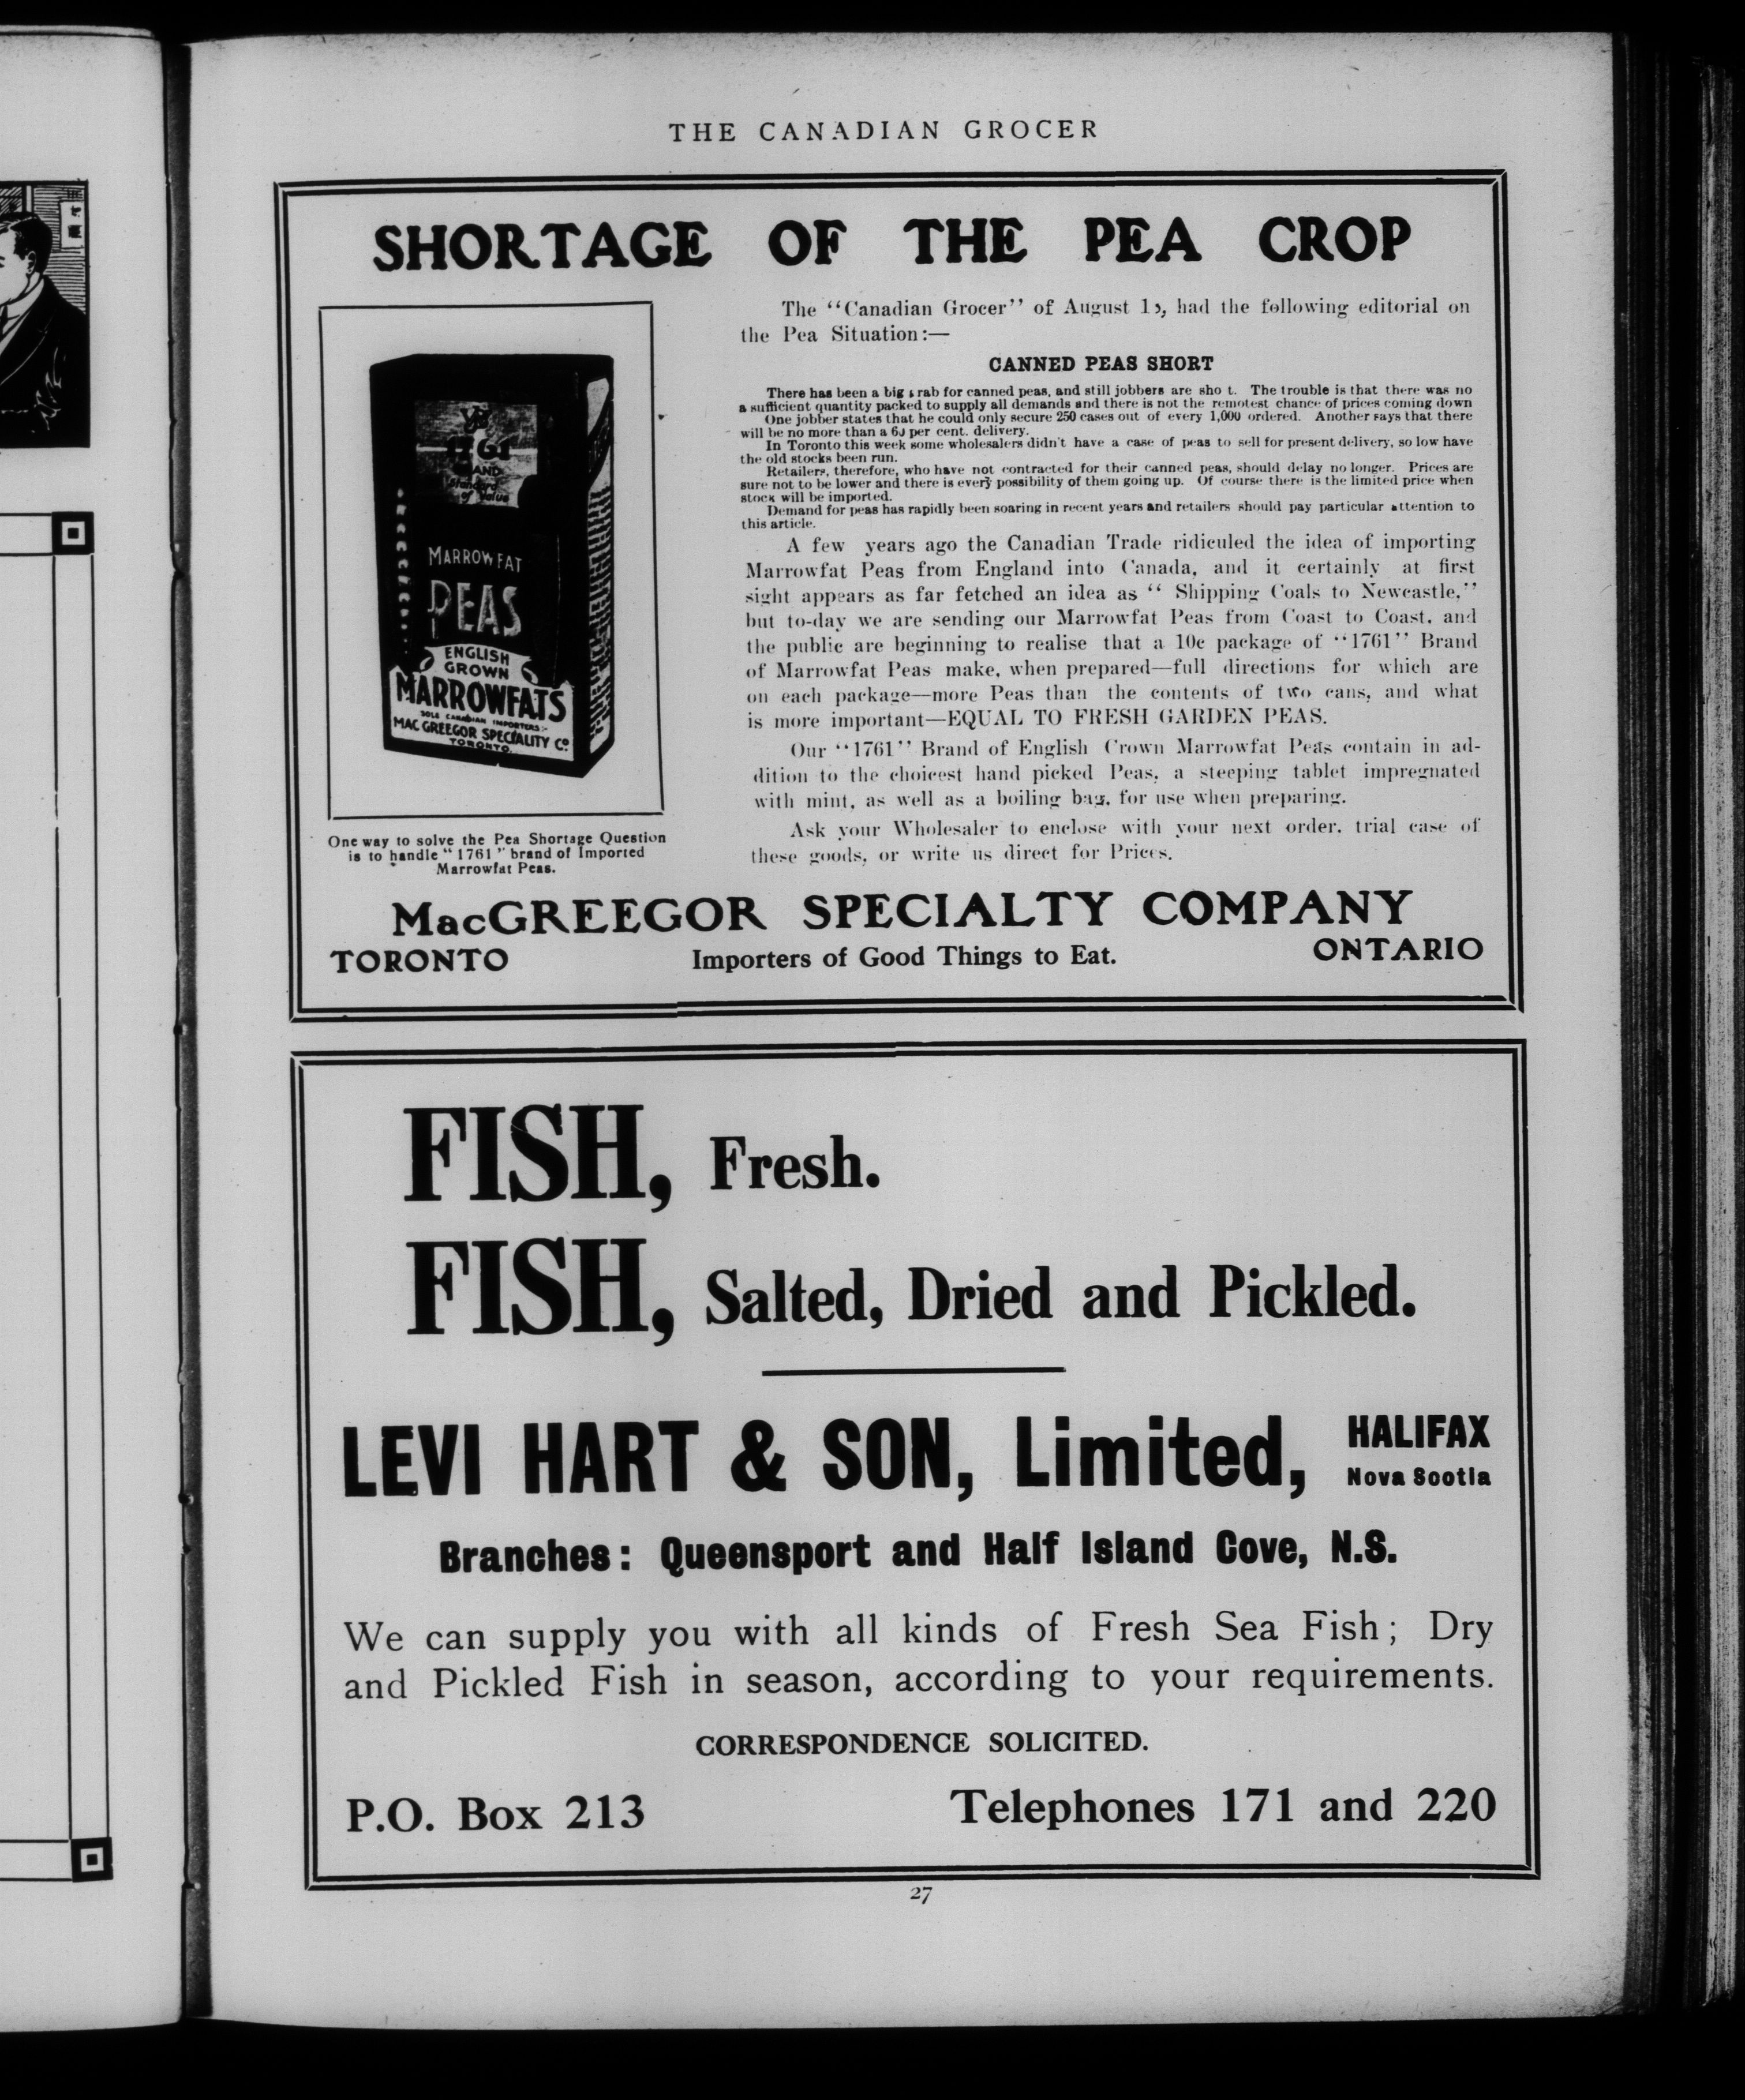 THE CANADIAN GROCER
SHORTAGE OF THE PEA CROP
MARROWFAT
PEAS
ENGLISH
GROWN
MARROWFATS
SOLE CANADIAN IMPORTERS:-
MAC GREEGOR SPECIALITY Co
TORONTO.
One way to solve the Pea Shortage Question
is to handle "1761" brand of Imported
Marrowfat Peas.
The "Canadian Grocer" of August 15, had the following editorial on
the Pea Situation:—
CANNED PEAS SHORT
There has been a big rab for canned peas, and still jobbers are sho t. The trouble is that there was no
a sufficient quantity packed to supply all demands and there is not the remotest chance of prices coming down
One jobber states that he could only secure 250 cases out of every 1,000 ordered. Another says that there
will be no more than a 60 per cent. delivery.
In Toronto this week some wholesalers didn't have a case of peas to sell for present delivery, so low have
the old stocks been run.
Retailers, therefore, who have not contracted for their canned peas, should delay no longer. Prices are
sure not to be lower and there is every possibility of them going up. Of course there is the limited price when
stock will be imported.
Demand for peas has rapidly been soaring in recent years and retailers should pay particular attention to
this article.
A few years ago the Canadian Trade ridiculed the idea of importing
Marrowfat Peas from England into Canada, and it certainly at first
sight appears as far fetched an idea as "Shipping Coals to Newcastle,"
but to-day we are sending our Marrowfat Peas from Coast to Coast, and
the public are beginning to realise that a 10c package of "1761" Brand
of Marrowfat Peas make, when prepared—full directions for which are
on each package—more Peas than the contents of two cans, and what
is more important—EQUAL TO FRESH GARDEN PEAS.
Our "1761" Brand of English Crown Marrowfat Peas contain in ad-
dition to the choicest hand picked Peas, a steeping tablet impregnated
with mint, as well as a boiling bag, for use when preparing.
Ask your Wholesaler to enclose with your next order, trial case of
these goods, or write us direct for Prices.
MacGREEGOR SPECIALTY COMPANY
TORONTO Importers of Good Things to Eat. ONTARIO
FISH, Fresh.
FISH, Salted, Dried and Pickled.
LEVI HART & SON, Limited, HALIFAX
Nova Scotia
Branches: Queensport and Half Island Cove, N.S.
We can supply you with all kinds of Fresh Sea Fish; Dry
and Pickled Fish in season, according to your requirements.
CORRESPONDENCE SOLICITED.
P.O. Box 213 Telephones 171 and 220
27